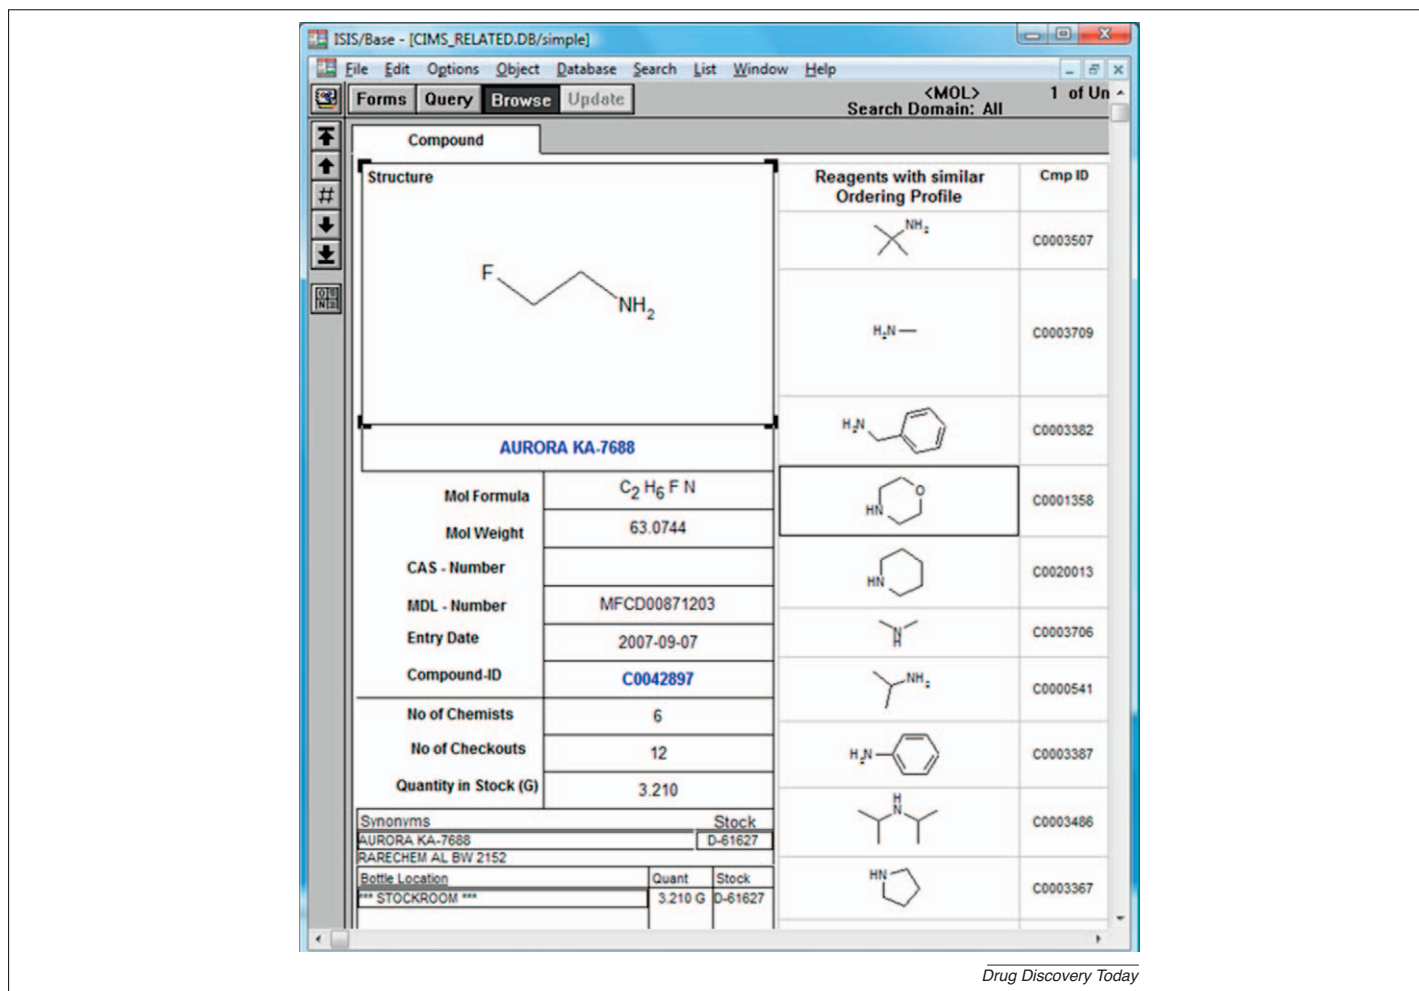 ISIS/Base - [CIMS_RELATED.DB/simple]
File Edit Options Object Database Search List Window Help
Forms Query Browse Update
<MOL> 1 of Un
Search Domain: All
Compound
Structure
F
NH2
AURORA KA-7688
Mol Formula C2 H6 F N
Mol Weight 63.0744
CAS - Number
MDL - Number MFCD00871203
Entry Date 2007-09-07
Compound-ID C0042897
No of Chemists 6
No of Checkouts 12
Quantity in Stock (G) 3.210
Synonyms Stock
AURORA KA-7688 D-61627
RARECHEM AL BW 2152
Bottle Location Quant Stock
*** STOCKROOM *** 3.210 G D-61627
Reagents with similar Cmp ID
Ordering Profile
NH2 C0003507
H2N C0003709
H2N C0003382
O
HN C0001358
HN C0020013
N
H C0003706
NH2 C0000541
H2N C0003387
H
N C0003486
HN C0003367
Drug Discovery Today